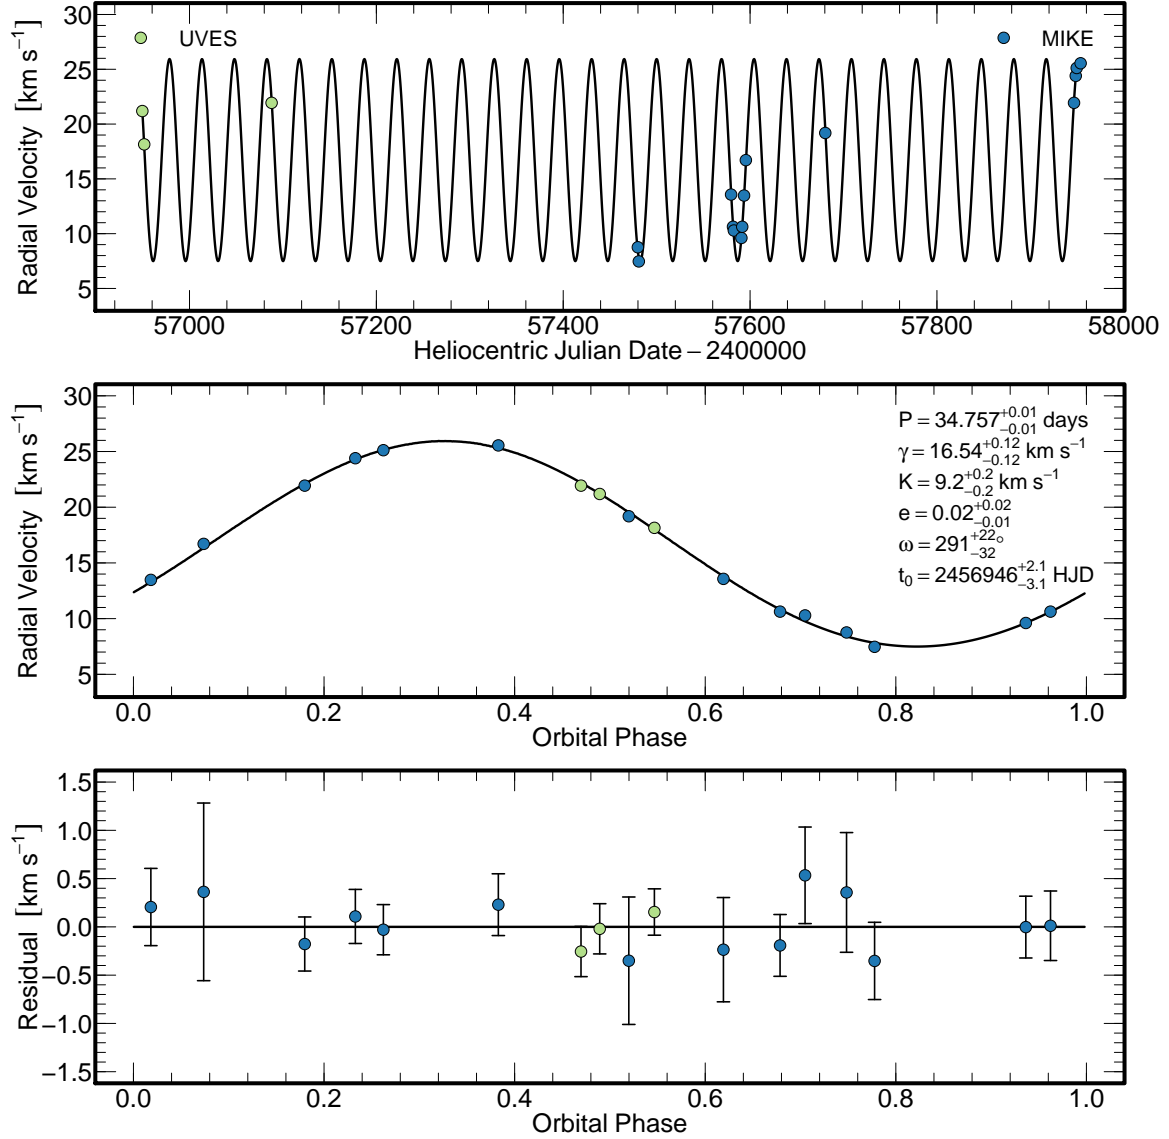 30
25
20
15
10
5
Radial Velocity [km s⁻¹]
UVES
MIKE
57000
57200
57400
57600
57800
58000
Heliocentric Julian Date − 2400000
30
25
20
15
10
5
Radial Velocity [km s⁻¹]
P = 34.757 +0.01 −0.01 days
γ = 16.54 +0.12 −0.12 km s⁻¹
K = 9.2 +0.2 −0.2 km s⁻¹
e = 0.02 +0.02 −0.01
ω = 291 +22 −32 °
t₀ = 2456946 +2.1 −3.1 HJD
0.0
0.2
0.4
0.6
0.8
1.0
Orbital Phase
1.5
1.0
0.5
0.0
−0.5
−1.0
−1.5
Residual [km s⁻¹]
0.0
0.2
0.4
0.6
0.8
1.0
Orbital Phase